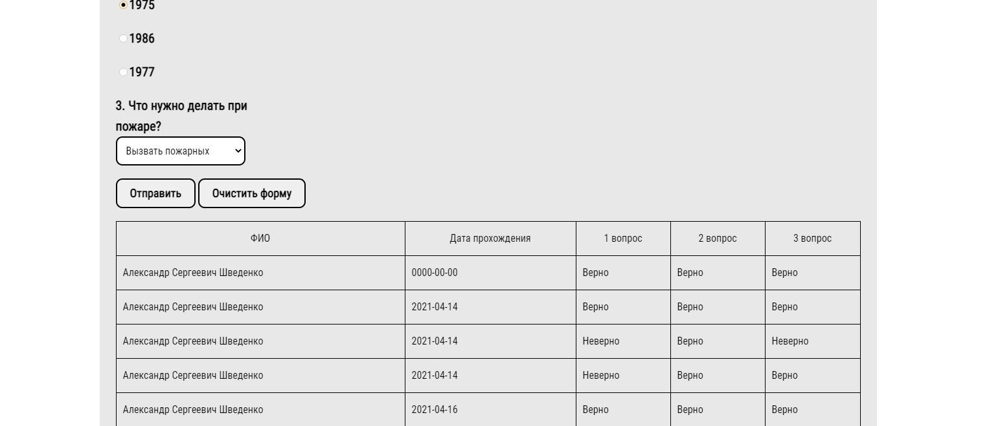 1975
1986
1977
3. Что нужно делать при
пожаре?
Вызвать пожарных
Отправить Очистить форму
ФИО Дата прохождения 1 вопрос 2 вопрос 3 вопрос
Александр Сергеевич Шведенко 0000-00-00 Верно Верно Верно
Александр Сергеевич Шведенко 2021-04-14 Верно Верно Верно
Александр Сергеевич Шведенко 2021-04-14 Неверно Верно Неверно
Александр Сергеевич Шведенко 2021-04-14 Неверно Верно Верно
Александр Сергеевич Шведенко 2021-04-16 Верно Верно Верно